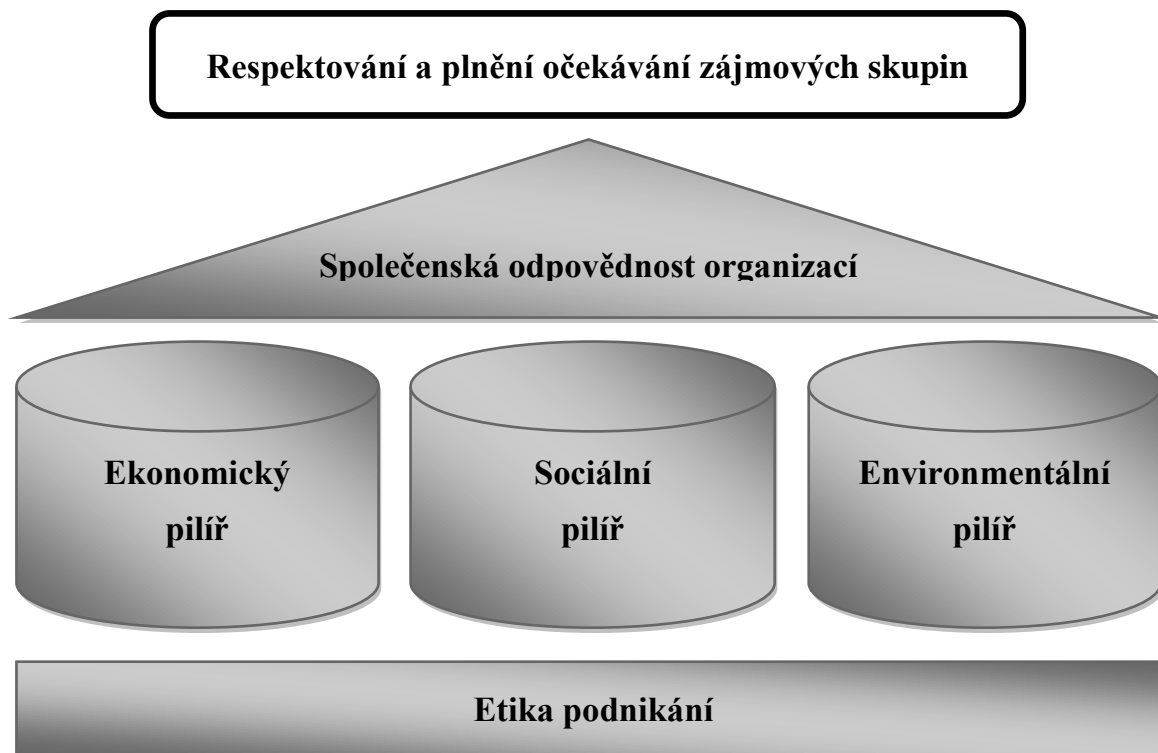 Respektování a plnění očekávání zájmových skupin
Společenská odpovědnost organizací
Ekonomický
pilíř
Sociální
pilíř
Environmentální
pilíř
Etika podnikání